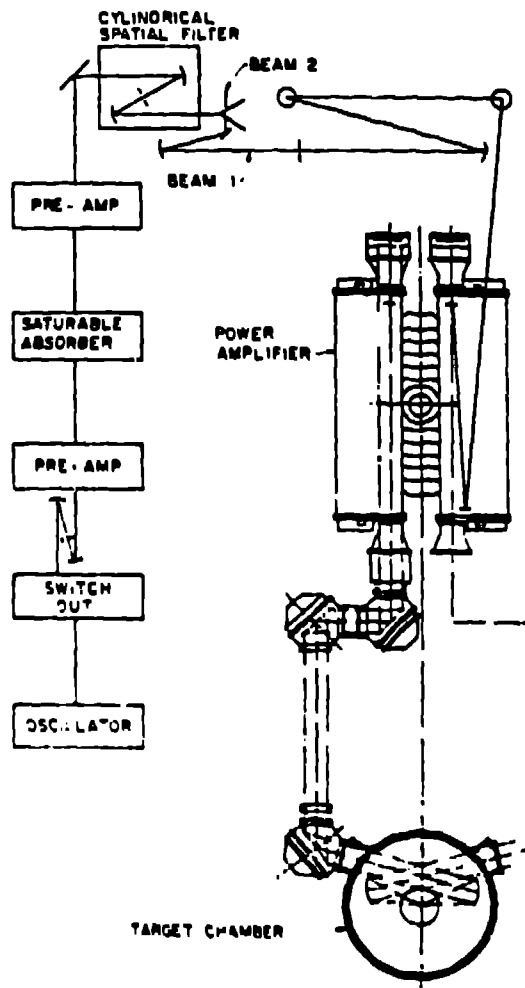 CYLINDRICAL
SPATIAL FILTER
BEAM 2
BEAM 1
PRE-AMP
SATURABLE
ABSORBER
POWER
AMPLIFIER
PRE-AMP
SWITCH
OUT
OSCILLATOR
TARGET CHAMBER